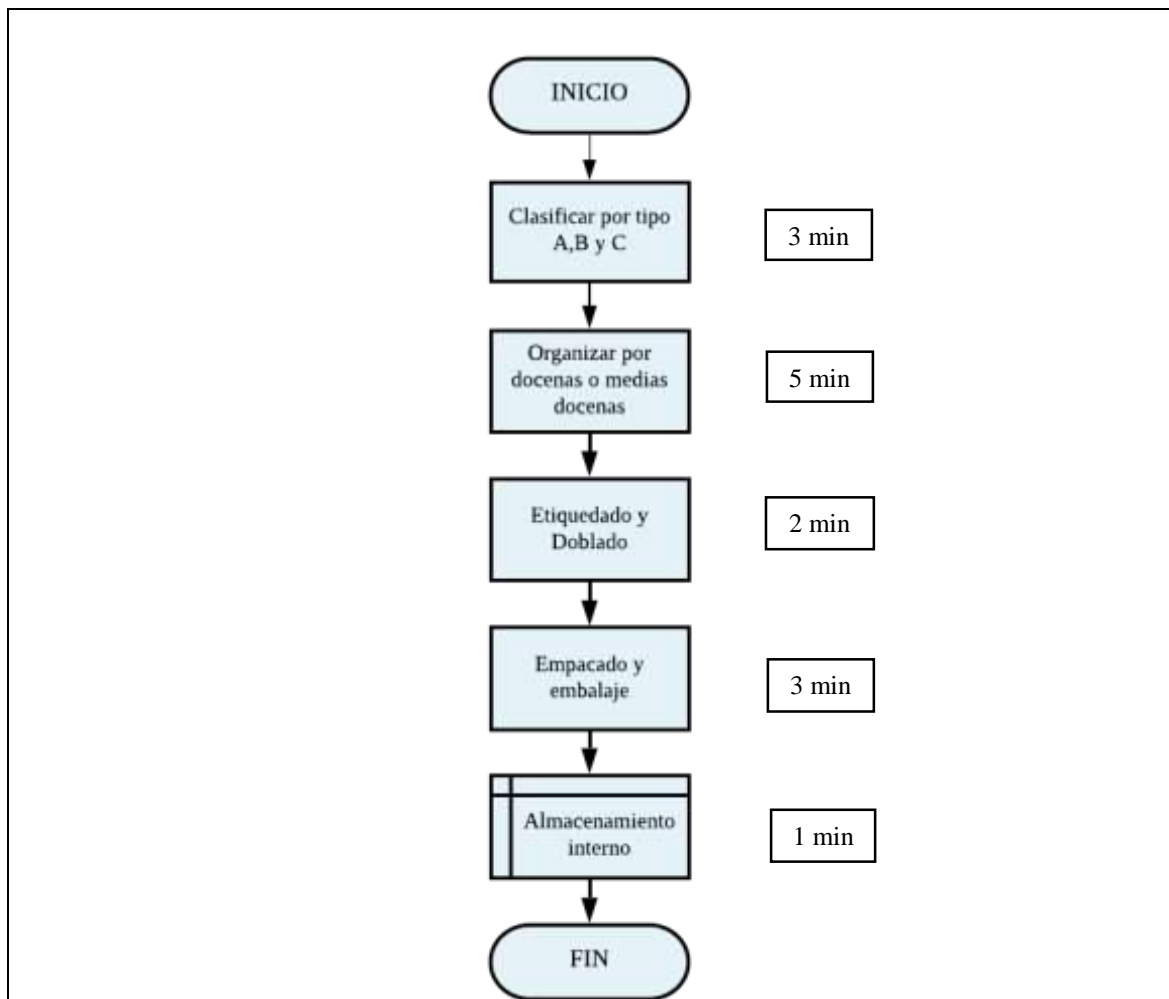 INICIO
Clasificar por tipo
A,B y C
3 min
Organizar por
docenas o medias
docenas
5 min
Etiquedado y
Doblado
2 min
Empacado y
embalaje
3 min
Almacenamiento
interno
1 min
FIN